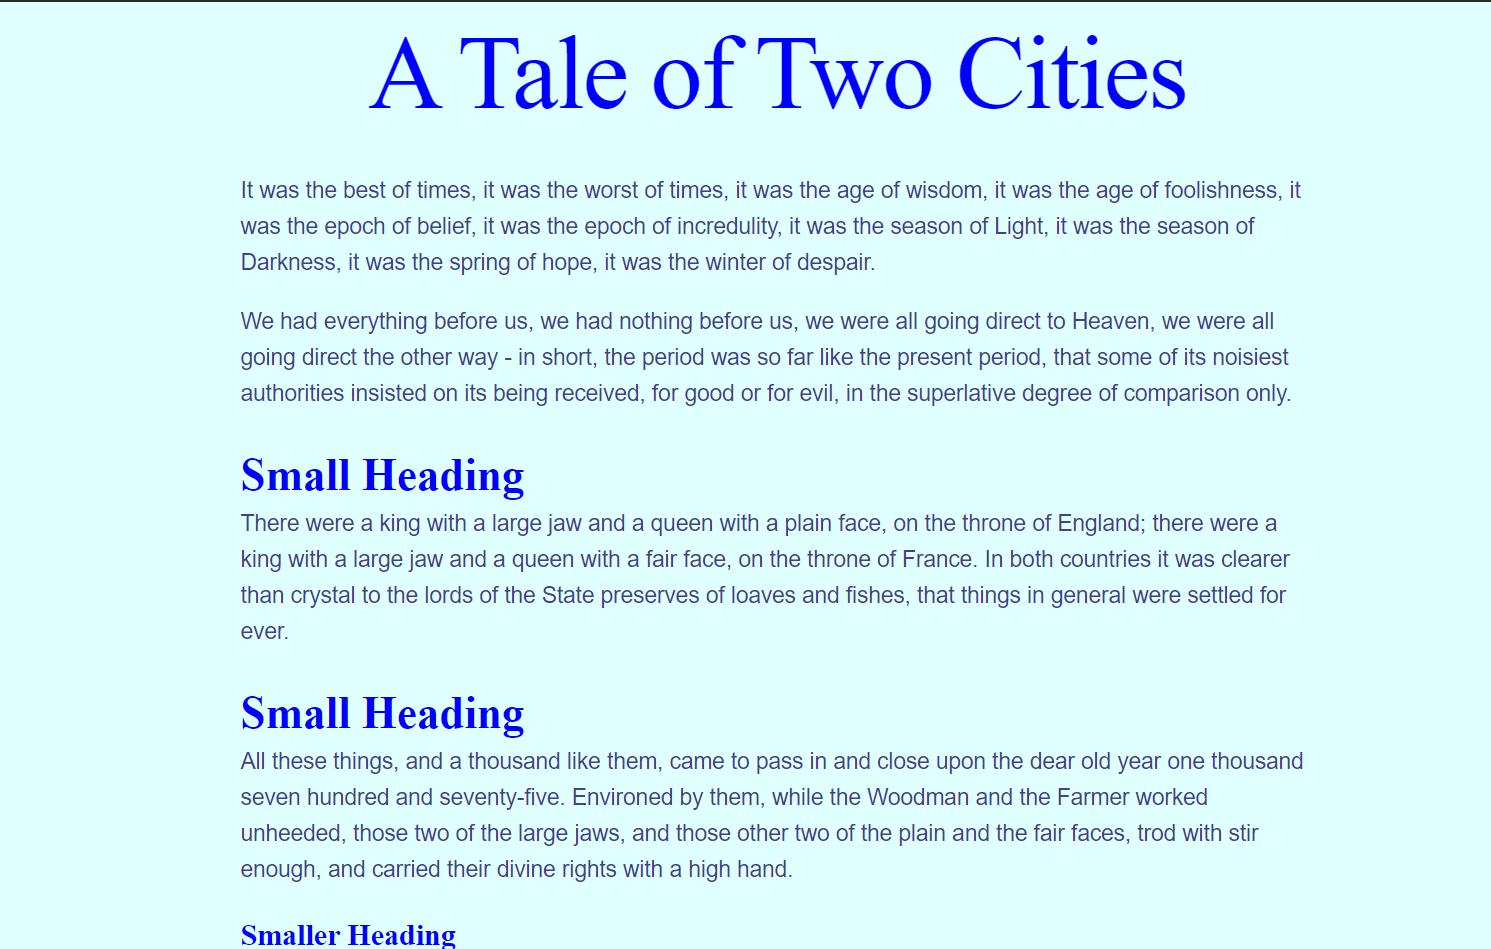 A Tale of Two Cities
It was the best of times, it was the worst of times, it was the age of wisdom, it was the age of foolishness, it
was the epoch of belief, it was the epoch of incredulity, it was the season of Light, it was the season of
Darkness, it was the spring of hope, it was the winter of despair.
We had everything before us, we had nothing before us, we were all going direct to Heaven, we were all
going direct the other way - in short, the period was so far like the present period, that some of its noisiest
authorities insisted on its being received, for good or for evil, in the superlative degree of comparison only.
Small Heading
There were a king with a large jaw and a queen with a plain face, on the throne of England; there were a
king with a large jaw and a queen with a fair face, on the throne of France. In both countries it was clearer
than crystal to the lords of the State preserves of loaves and fishes, that things in general were settled for
ever.
Small Heading
All these things, and a thousand like them, came to pass in and close upon the dear old year one thousand
seven hundred and seventy-five. Environed by them, while the Woodman and the Farmer worked
unheeded, those two of the large jaws, and those other two of the plain and the fair faces, trod with stir
enough, and carried their divine rights with a high hand.
Smaller Heading